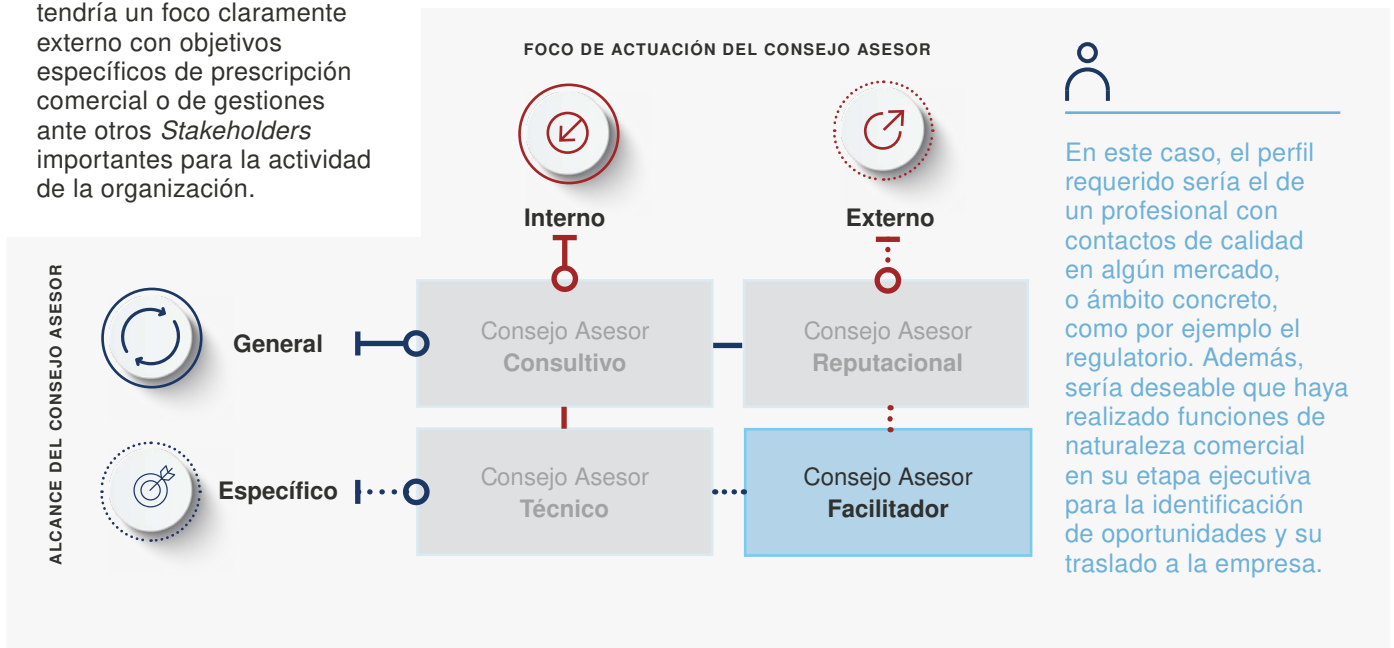 tendría un foco claramente
externo con objetivos
específicos de prescripción
comercial o de gestiones
ante otros Stakeholders
importantes para la actividad
de la organización.
FOCO DE ACTUACIÓN DEL CONSEJO ASESOR
Interno
Externo
ALCANCE DEL CONSEJO ASESOR
General
Consejo Asesor
Consultivo
Consejo Asesor
Reputacional
Específico
Consejo Asesor
Técnico
Consejo Asesor
Facilitador
En este caso, el perfil
requerido sería el de
un profesional con
contactos de calidad
en algún mercado,
o ámbito concreto,
como por ejemplo el
regulatorio. Además,
sería deseable que haya
realizado funciones de
naturaleza comercial
en su etapa ejecutiva
para la identificación
de oportunidades y su
traslado a la empresa.